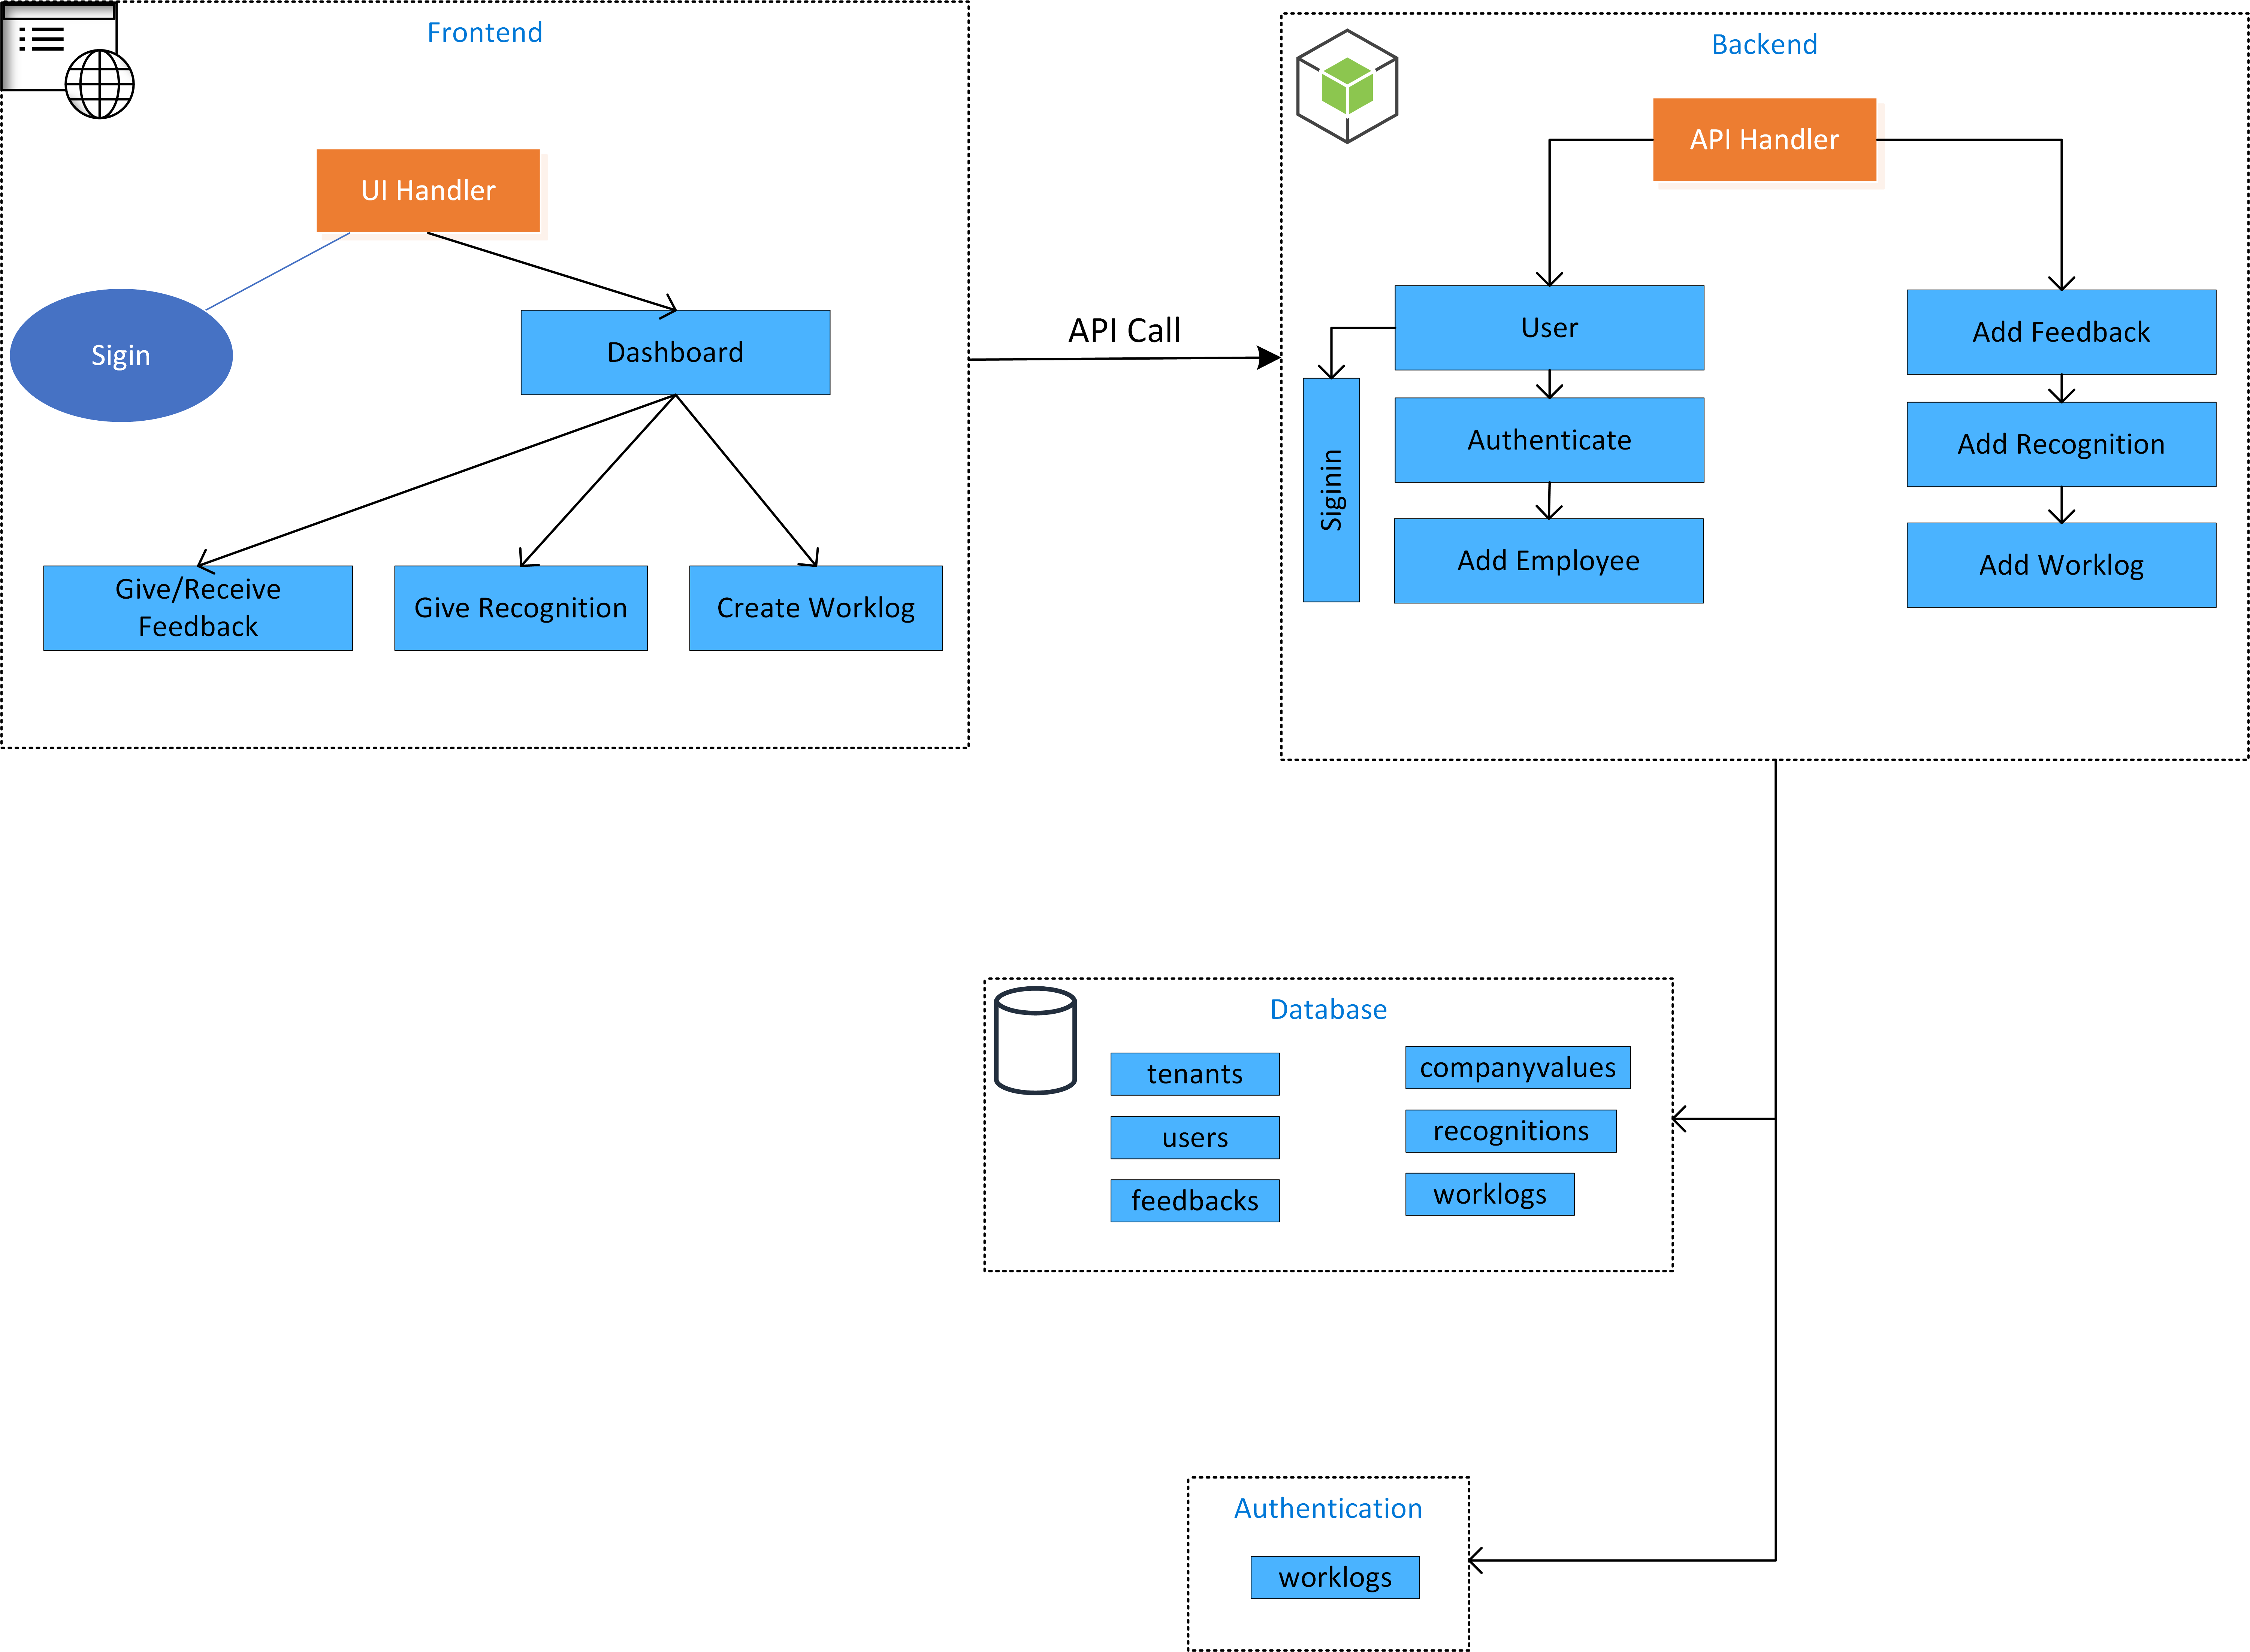 Frontend
UI Handler
Sigin
Dashboard
Give/Receive
Feedback
Give Recognition
Create Worklog
API Call
Backend
API Handler
User
Siginin
Authenticate
Add Employee
Add Feedback
Add Recognition
Add Worklog
Database
tenants
users
feedbacks
companyvalues
recognitions
worklogs
Authentication
worklogs